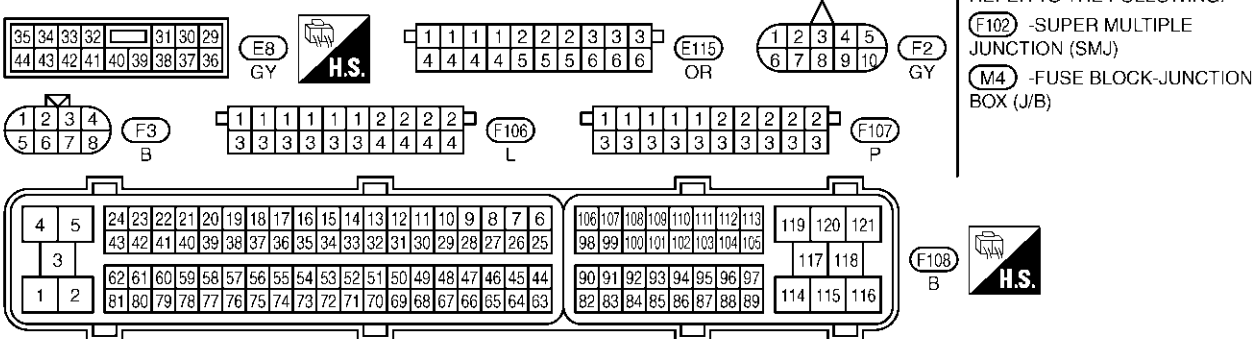 REFER TO THE FOLLOWING.
F102 -SUPER MULTIPLE
JUNCTION (SMJ)
M4 -FUSE BLOCK-JUNCTION
BOX (J/B)
35 34 33 32 31 30 29
44 43 42 41 40 39 38 37 36
E8
GY
H.S.
1 1 1 1 2 2 2 3 3 3
4 4 4 4 5 5 5 6 6 6
E115
OR
1 2 3 4 5
6 7 8 9 10
F2
GY
1 2 3 4
5 6 7 8
F3
B
1 1 1 1 1 1 2 2 2 2
3 3 3 3 3 3 4 4 4 4
F106
L
1 1 1 1 1 2 2 2 2 2
3 3 3 3 3 3 3 3 3 3
F107
P
4 5
3
1 2
24 23 22 21 20 19 18 17 16 15 14 13 12 11 10 9 8 7 6
43 42 41 40 39 38 37 36 35 34 33 32 31 30 29 28 27 26 25
62 61 60 59 58 57 56 55 54 53 52 51 50 49 48 47 46 45 44
81 80 79 78 77 76 75 74 73 72 71 70 69 68 67 66 65 64 63
106 107 108 109 110 111 112 113
98 99 100 101 102 103 104 105
90 91 92 93 94 95 96 97
82 83 84 85 86 87 88 89
119 120 121
117 118
114 115 116
F108
B
H.S.